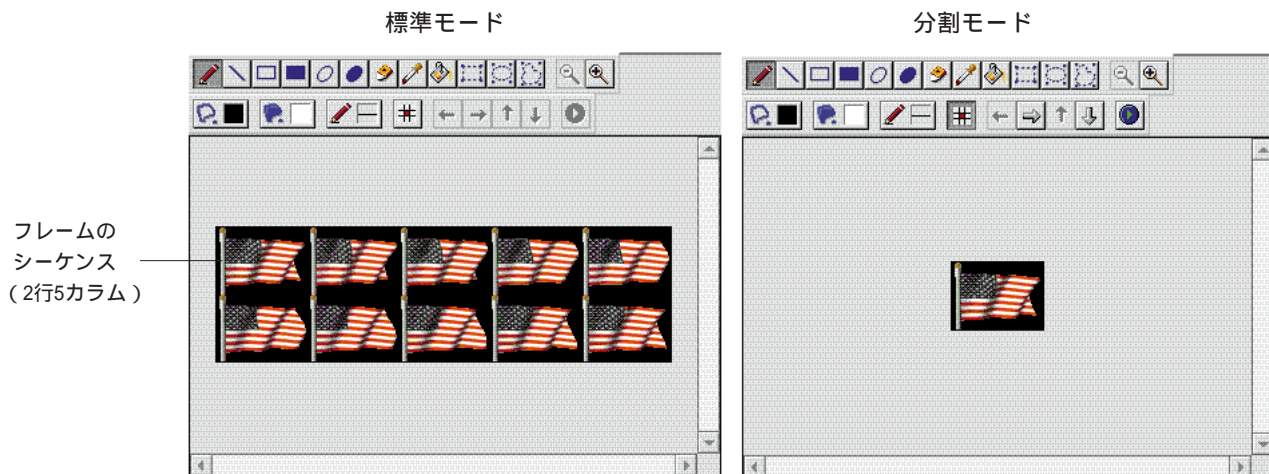 標準モード
分割モード
フレームの
シーケンス
(2行5カラム)